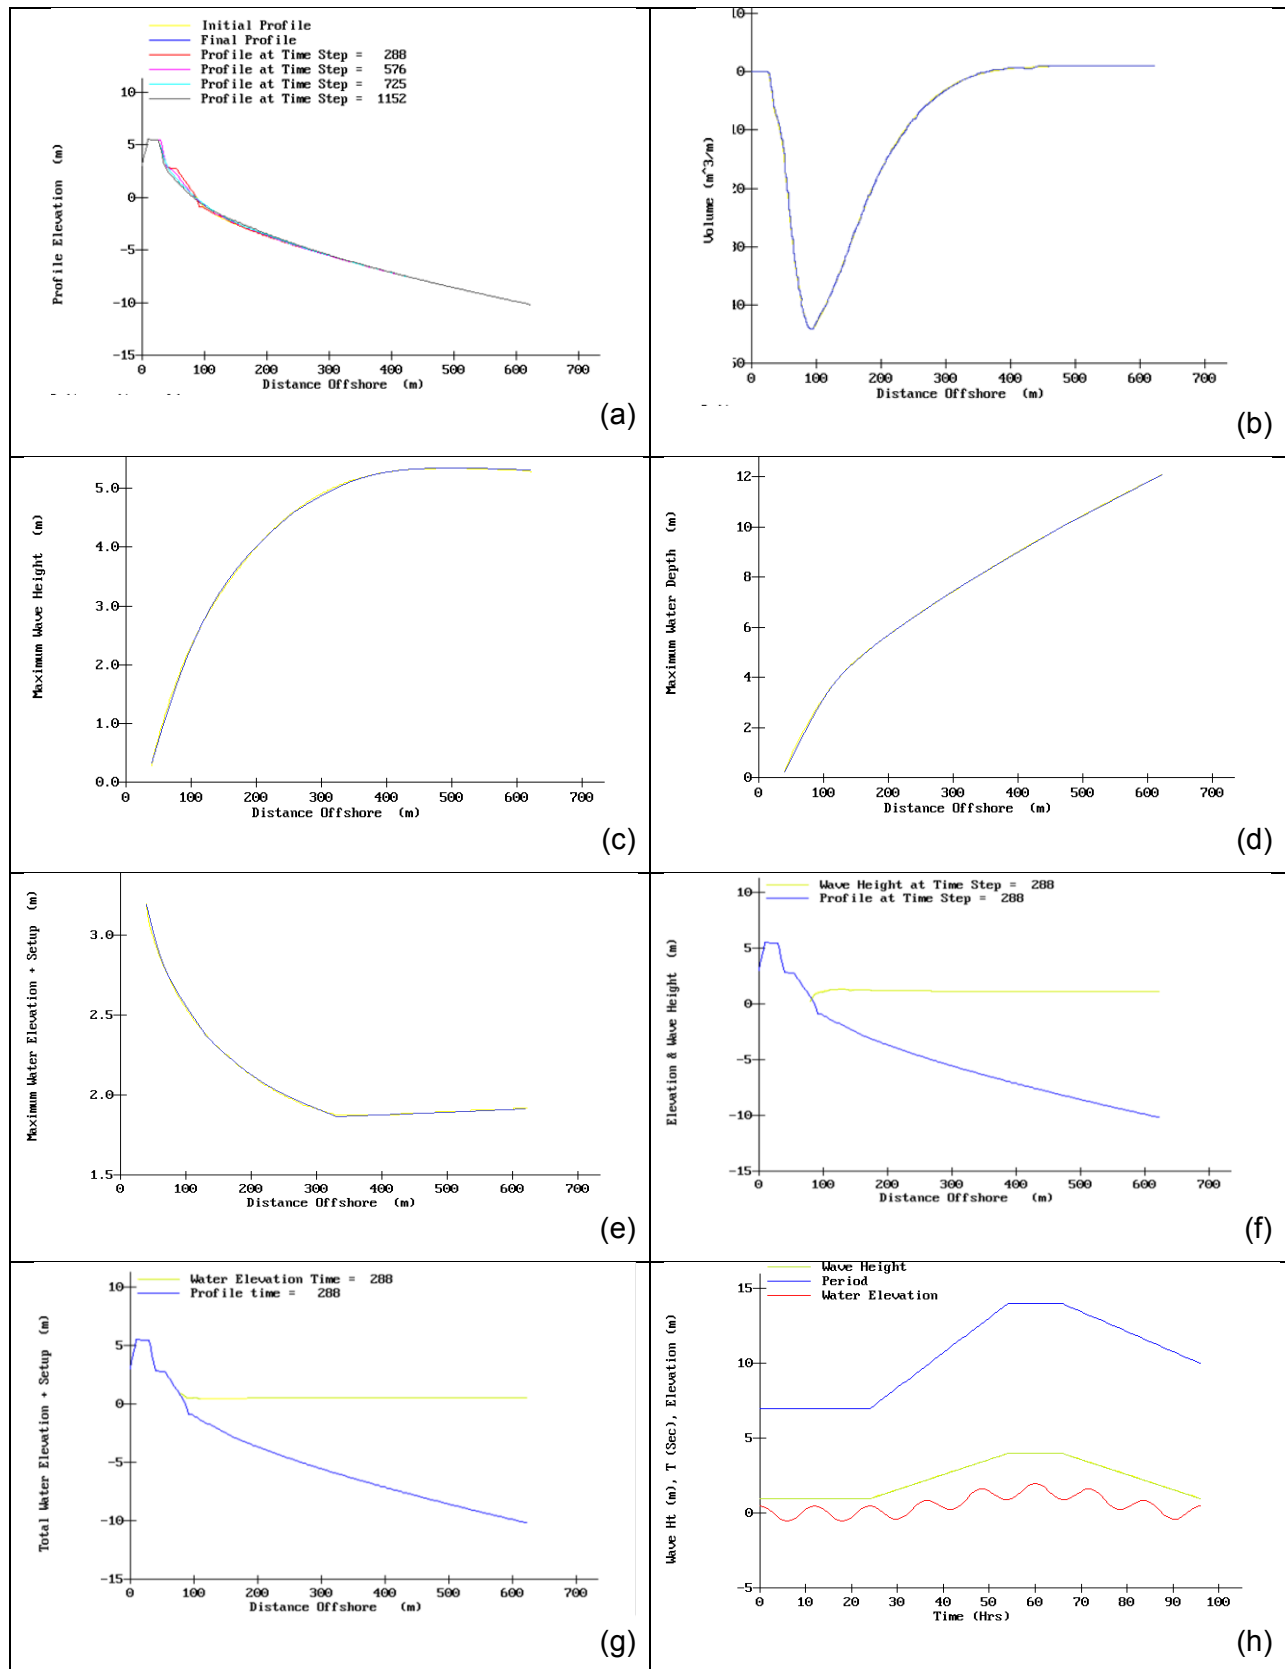 Initial Profile
Final Profile
Profile at Time Step = 288
Profile at Time Step = 576
Profile at Time Step = 725
Profile at Time Step = 1152
10
5
0
-5
-10
-15
Profile Elevation (m)
0 100 200 300 400 500 600 700
Distance Offshore (m)
(a)
10
0
10
20
30
40
50
Volume (m^3/m)
0 100 200 300 400 500 600 700
Distance Offshore (m)
(b)
5.0
4.0
3.0
2.0
1.0
0.0
Maximum Wave Height (m)
0 100 200 300 400 500 600 700
Distance Offshore (m)
(c)
12
10
8
6
4
2
0
Maximum Water Depth (m)
0 100 200 300 400 500 600 700
Distance Offshore (m)
(d)
3.0
2.5
2.0
1.5
Maximum Water Elevation + Setup (m)
0 100 200 300 400 500 600 700
Distance Offshore (m)
(e)
Wave Height at Time Step = 288
Profile at Time Step = 288
10
5
0
-5
-10
-15
Elevation & Wave Height (m)
0 100 200 300 400 500 600 700
Distance Offshore (m)
(f)
Water Elevation Time = 288
Profile time = 288
10
5
0
-5
-10
-15
Total Water Elevation + Setup (m)
0 100 200 300 400 500 600 700
Distance Offshore (m)
(g)
Wave Height
Period
Water Elevation
15
10
5
0
-5
Wave Ht (m), T (Sec), Elevation (m)
0 10 20 30 40 50 60 70 80 90 100
Time (Hrs)
(h)